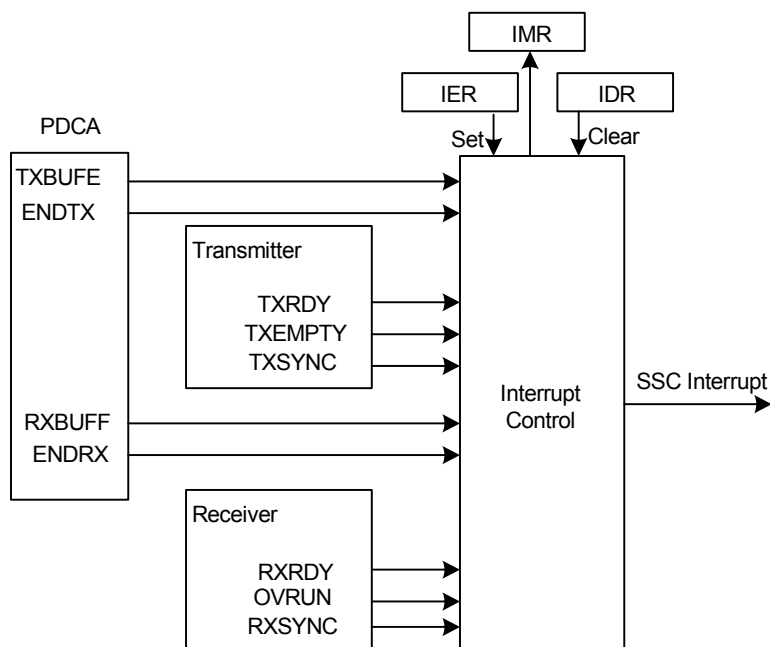 IMR
IER
IDR
PDCA
Set
Clear
TXBUFE
ENDTX
Transmitter
TXRDY
TXEMPTY
TXSYNC
SSC Interrupt
Interrupt
Control
RXBUFF
ENDRX
Receiver
RXRDY
OVRUN
RXSYNC